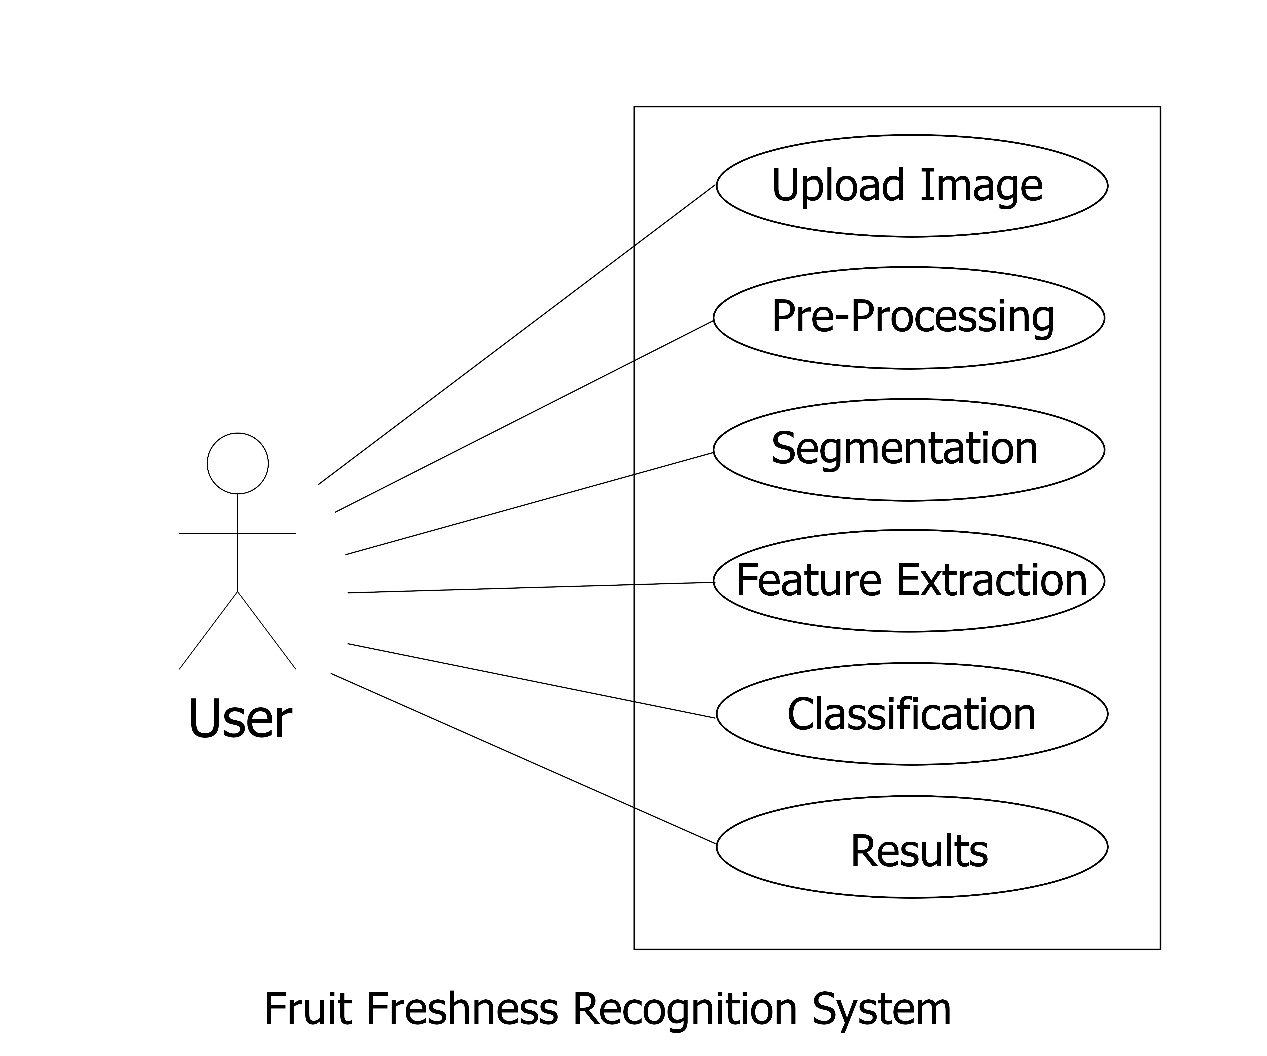 Upload Image
Pre-Processing
Segmentation
Feature Extraction
Classification
User
Results
Fruit Freshness Recognition System